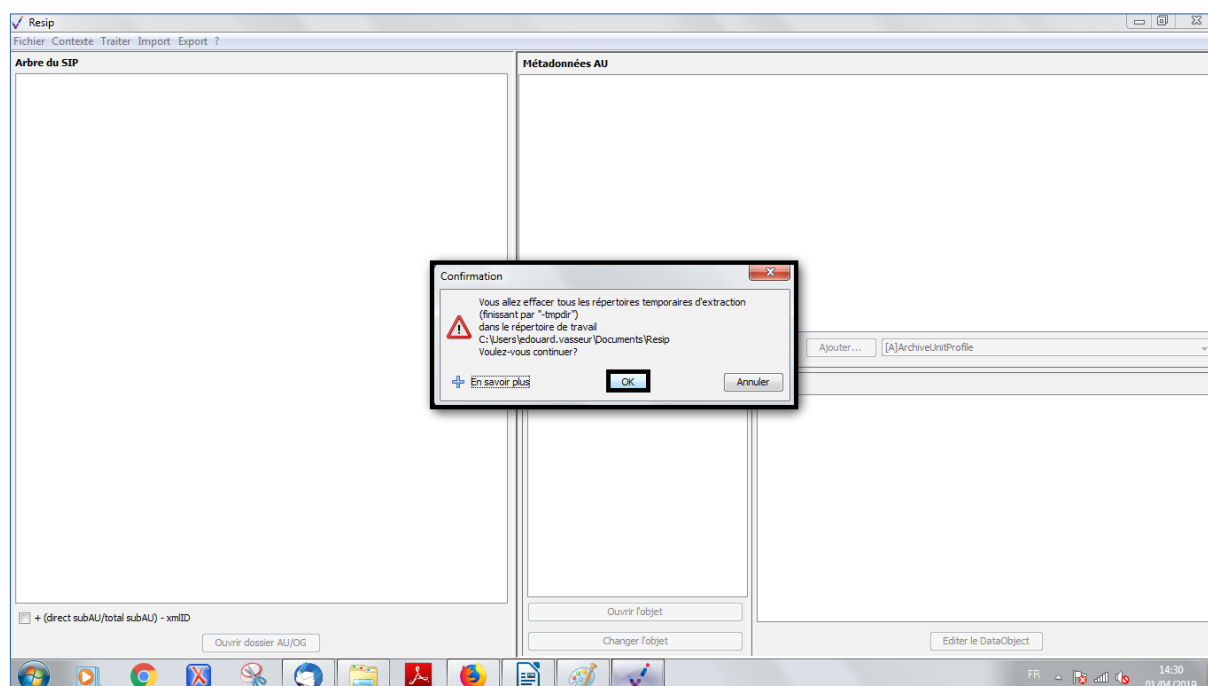 Resip
Fichier Contexte Traiter Import Export ?
Arbre du SIP
Métadonnées AU
Confirmation
Vous allez effacer tous les répertoires temporaires d'extraction
(finissant par "-tmpdir")
dans le répertoire de travail
C:\Users\edouard.vasseur\Documents\Resip
Voulez-vous continuer?
En savoir plus
OK
Annuler
Ajouter...
[A]ArchiveUnitProfile
+ (direct subAU/total subAU) - xmlID
Ouvrir dossier AU/OG
Ouvrir l'objet
Changer l'objet
Editer le DataObject
FR
14:30
01/04/2019